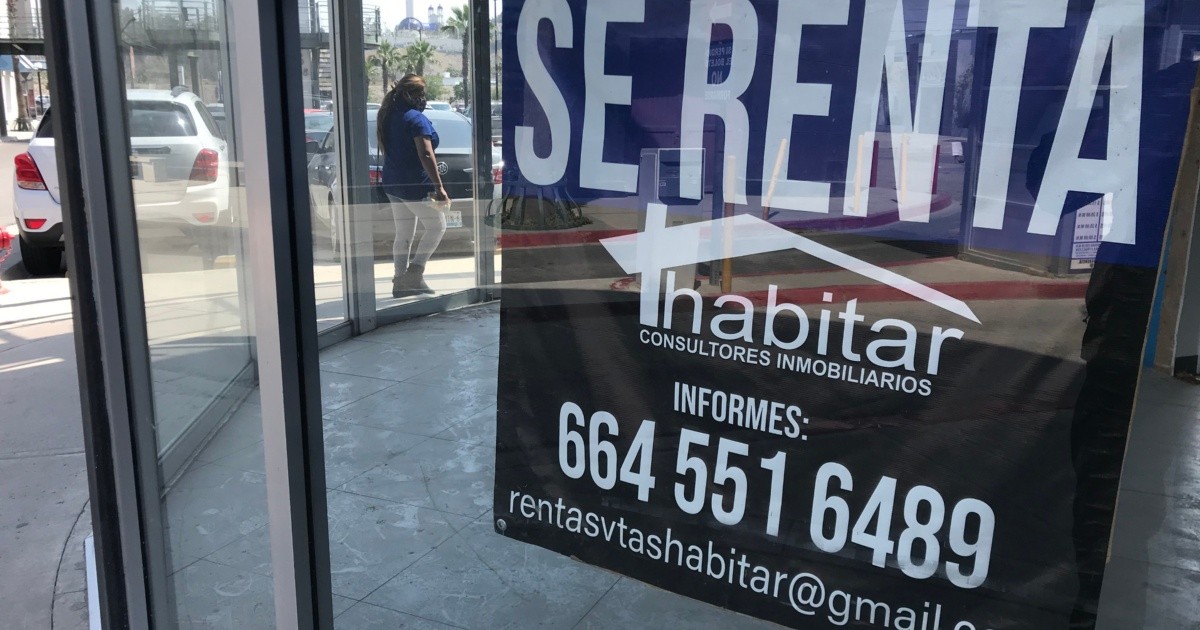 SE RENTA
habitar
CONSULTORES INMOBILIARIOS
INFORMES:
664 551 6489
rentasvtashabitar@gmail.c